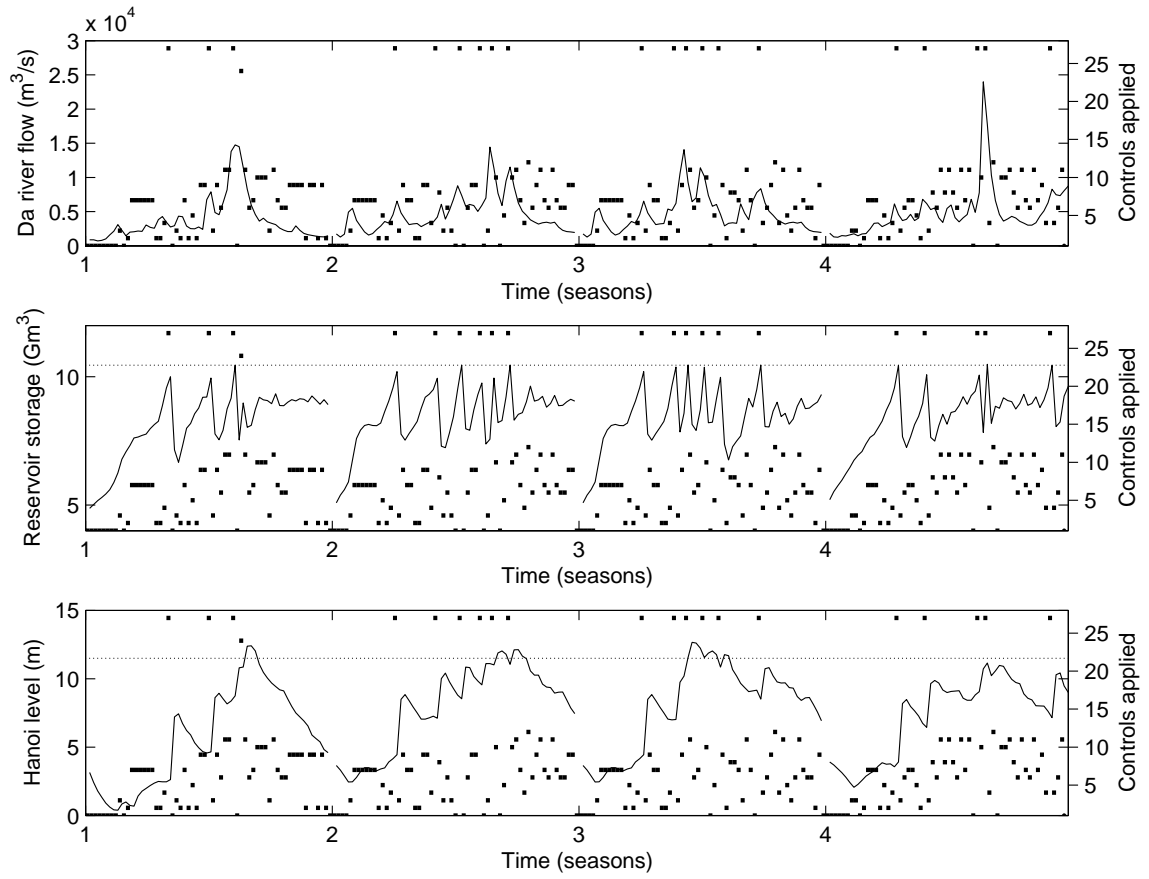 x 10^4
Da river flow (m^3/s)
3
2.5
2
1.5
1
0.5
0
25
20
15
10
5
Controls applied
1 2 3 4
Time (seasons)
Reservoir storage (Gm^3)
10
5
25
20
15
10
5
Controls applied
1 2 3 4
Time (seasons)
Hanoi level (m)
15
10
5
0
25
20
15
10
5
Controls applied
1 2 3 4
Time (seasons)